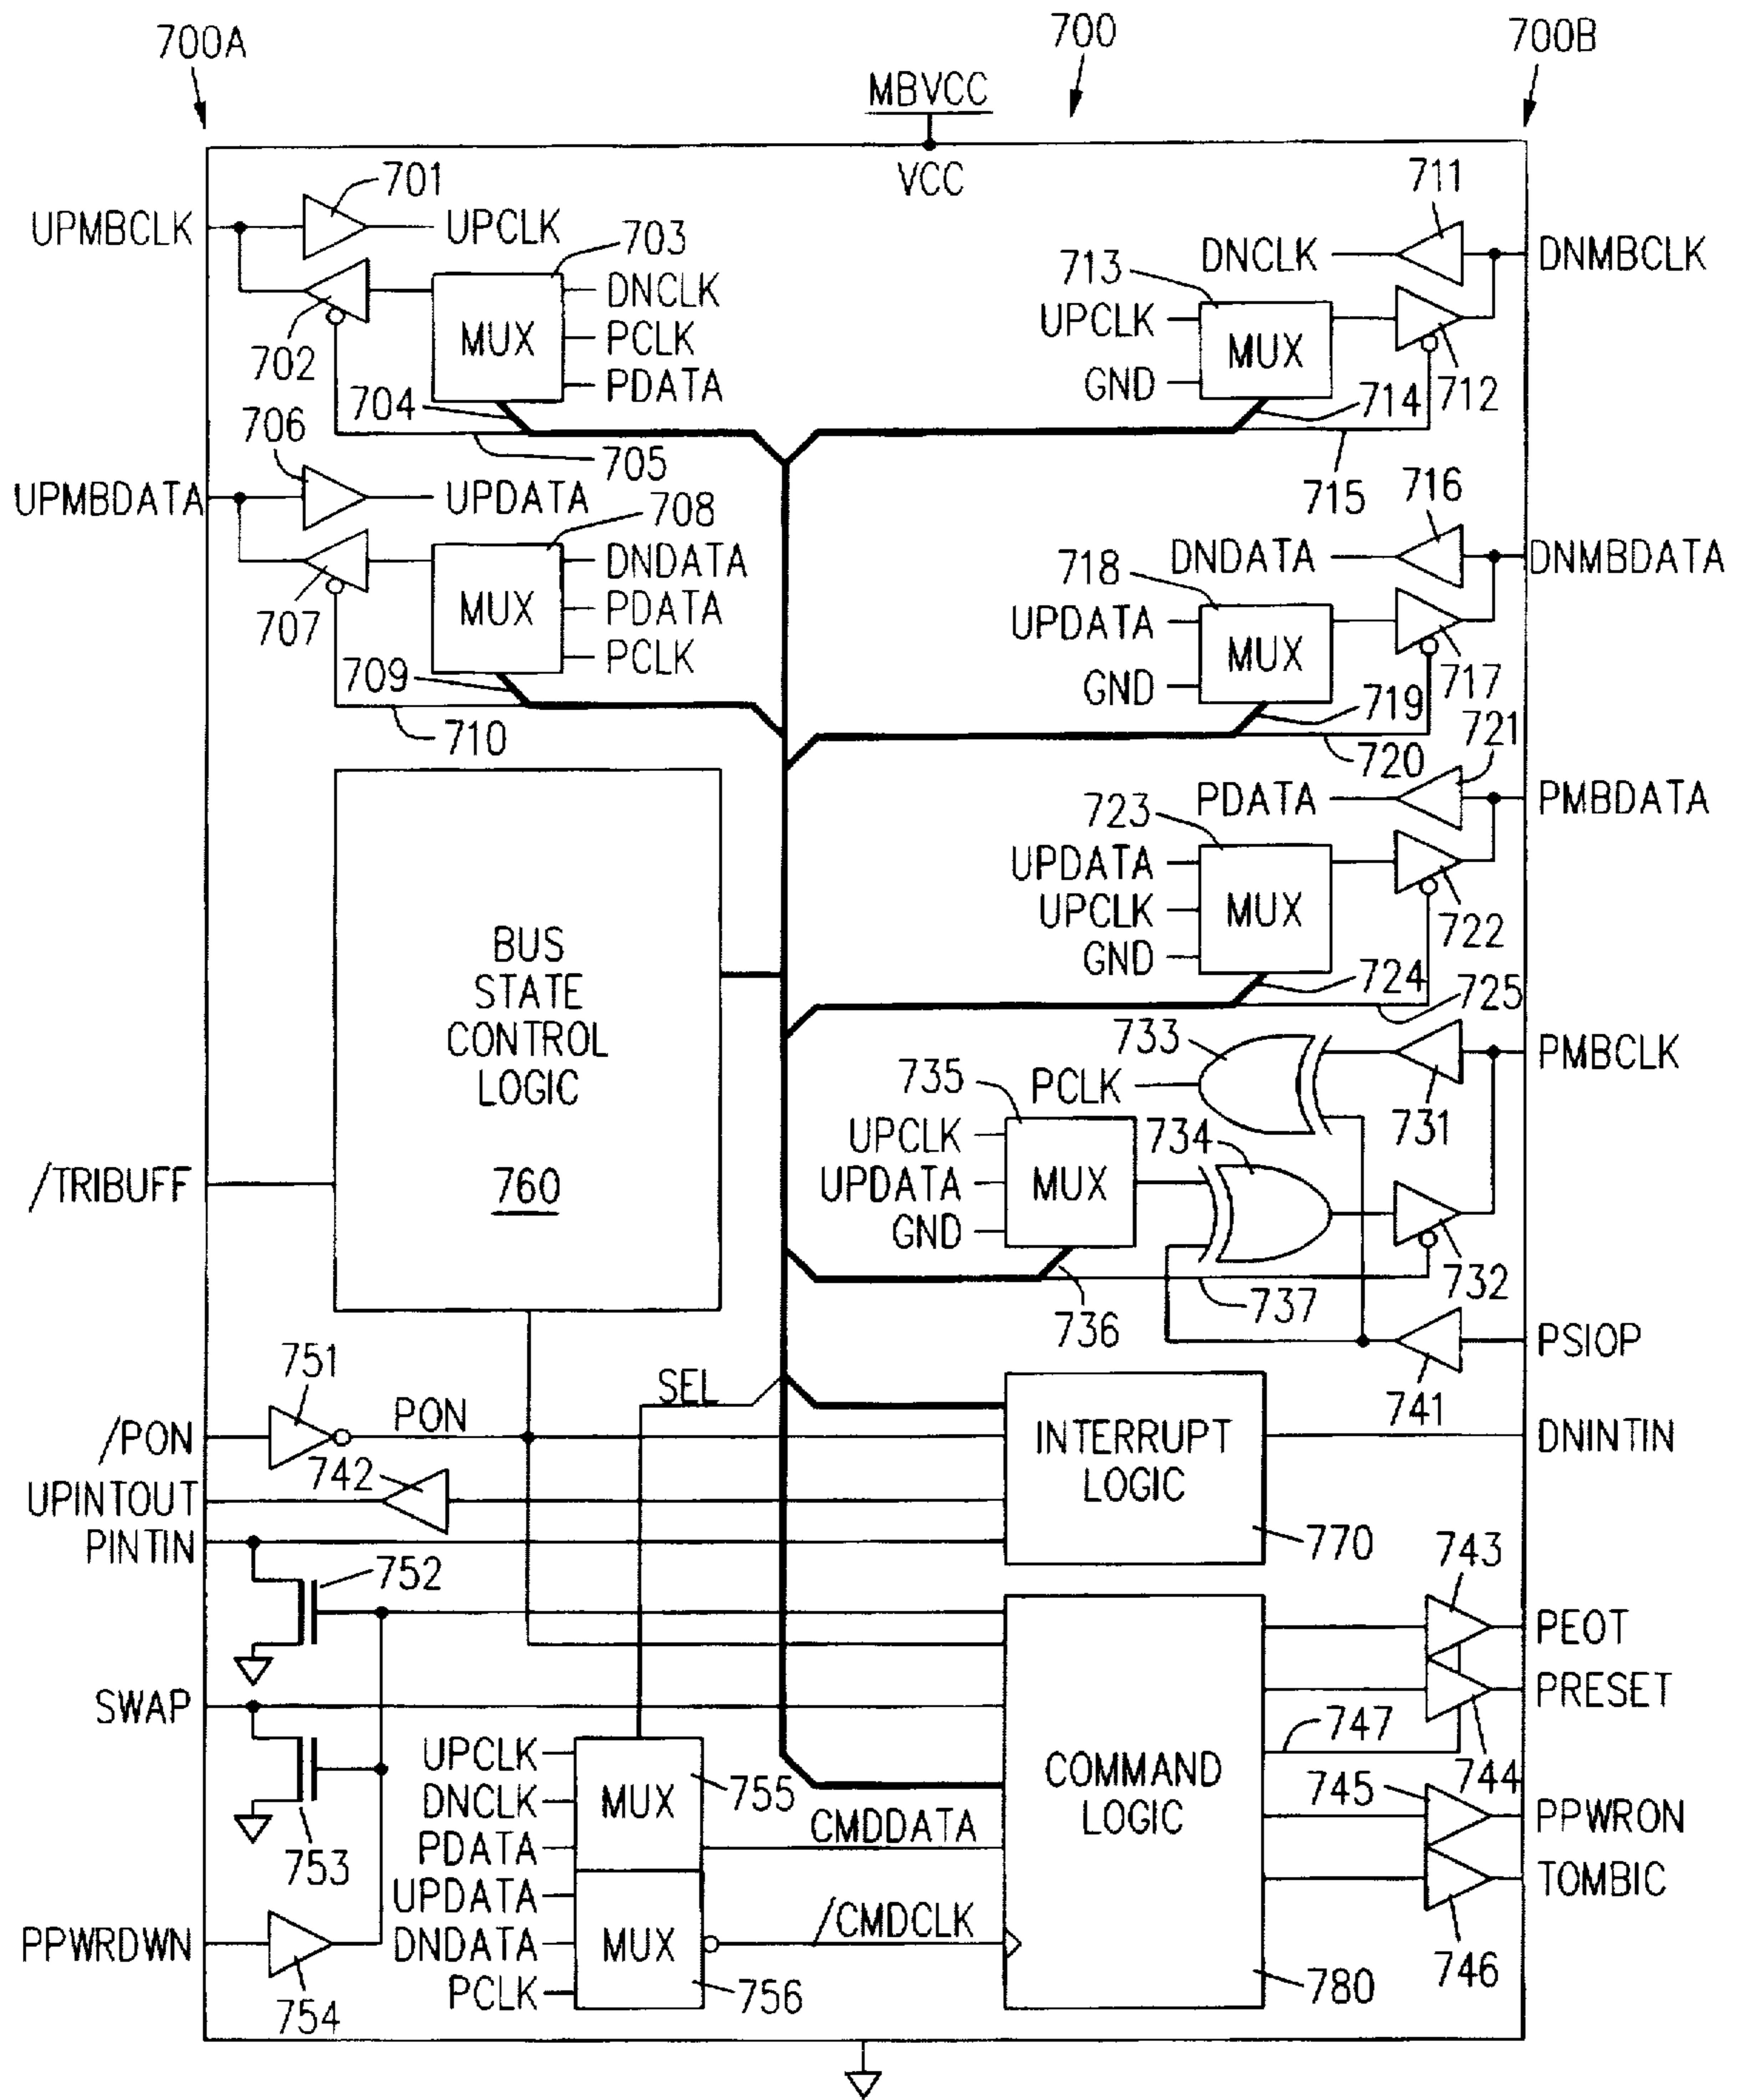 700A
700
700B
MBVCC
VCC
701
UPMBCLK
UPCLK
703
702
MUX
DNCLK
PCLK
PDATA
704
705
706
UPMBDATA
UPDATA
708
707
MUX
DNDATA
PDATA
PCLK
709
710
711
DNCLK
DNMBCLK
713
UPCLK
MUX
GND
712
714
715
716
DNDATA
DNMBDATA
718
UPDATA
MUX
GND
717
719
720
721
PDATA
PMBDATA
723
UPDATA
UPCLK
GND
MUX
722
724
725
733
PMBCLK
PCLK
731
735
UPCLK
UPDATA
GND
MUX
734
732
736
737
PSIOP
741
BUS
STATE
CONTROL
LOGIC
760
/TRIBUFF
751
/PON
PON
SEL
742
UPINTOUT
PINTIN
INTERRUPT
LOGIC
770
DNINTIN
752
SWAP
753
PPWRDWN
754
UPCLK
DNCLK
PDATA
MUX
755
CMDDATA
UPDATA
DNDATA
PCLK
MUX
756
/CMDCLK
COMMAND
LOGIC
780
743
PEOT
PRESET
747
744
745
PPWRON
TOMBIC
746